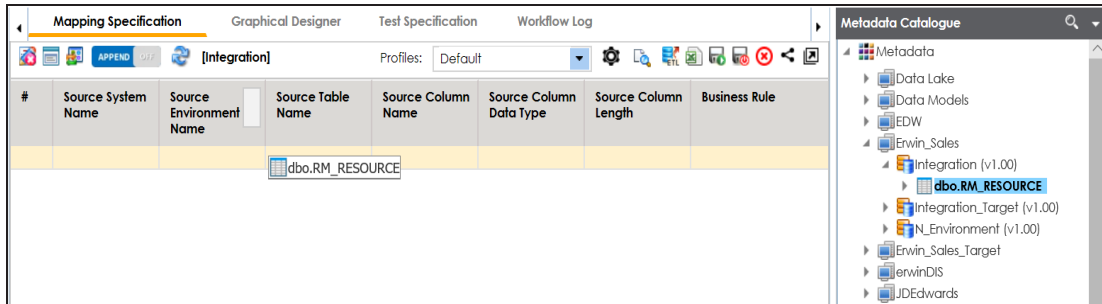 Mapping Specification Graphical Designer Test Specification Workflow Log
APPEND OFF [Integration] Profiles: Default ETL
# Source System Name Source Environment Name Source Table Name Source Column Name Source Column Data Type Source Column Length Business Rule
dbo.RM_RESOURCE
Metadata Catalogue
Metadata
Data Lake
Data Models
EDW
Erwin_Sales
Integration (v1.00)
dbo.RM_RESOURCE
Integration_Target (v1.00)
N_Environment (v1.00)
Erwin_Sales_Target
erwinDIS
JDEdwards